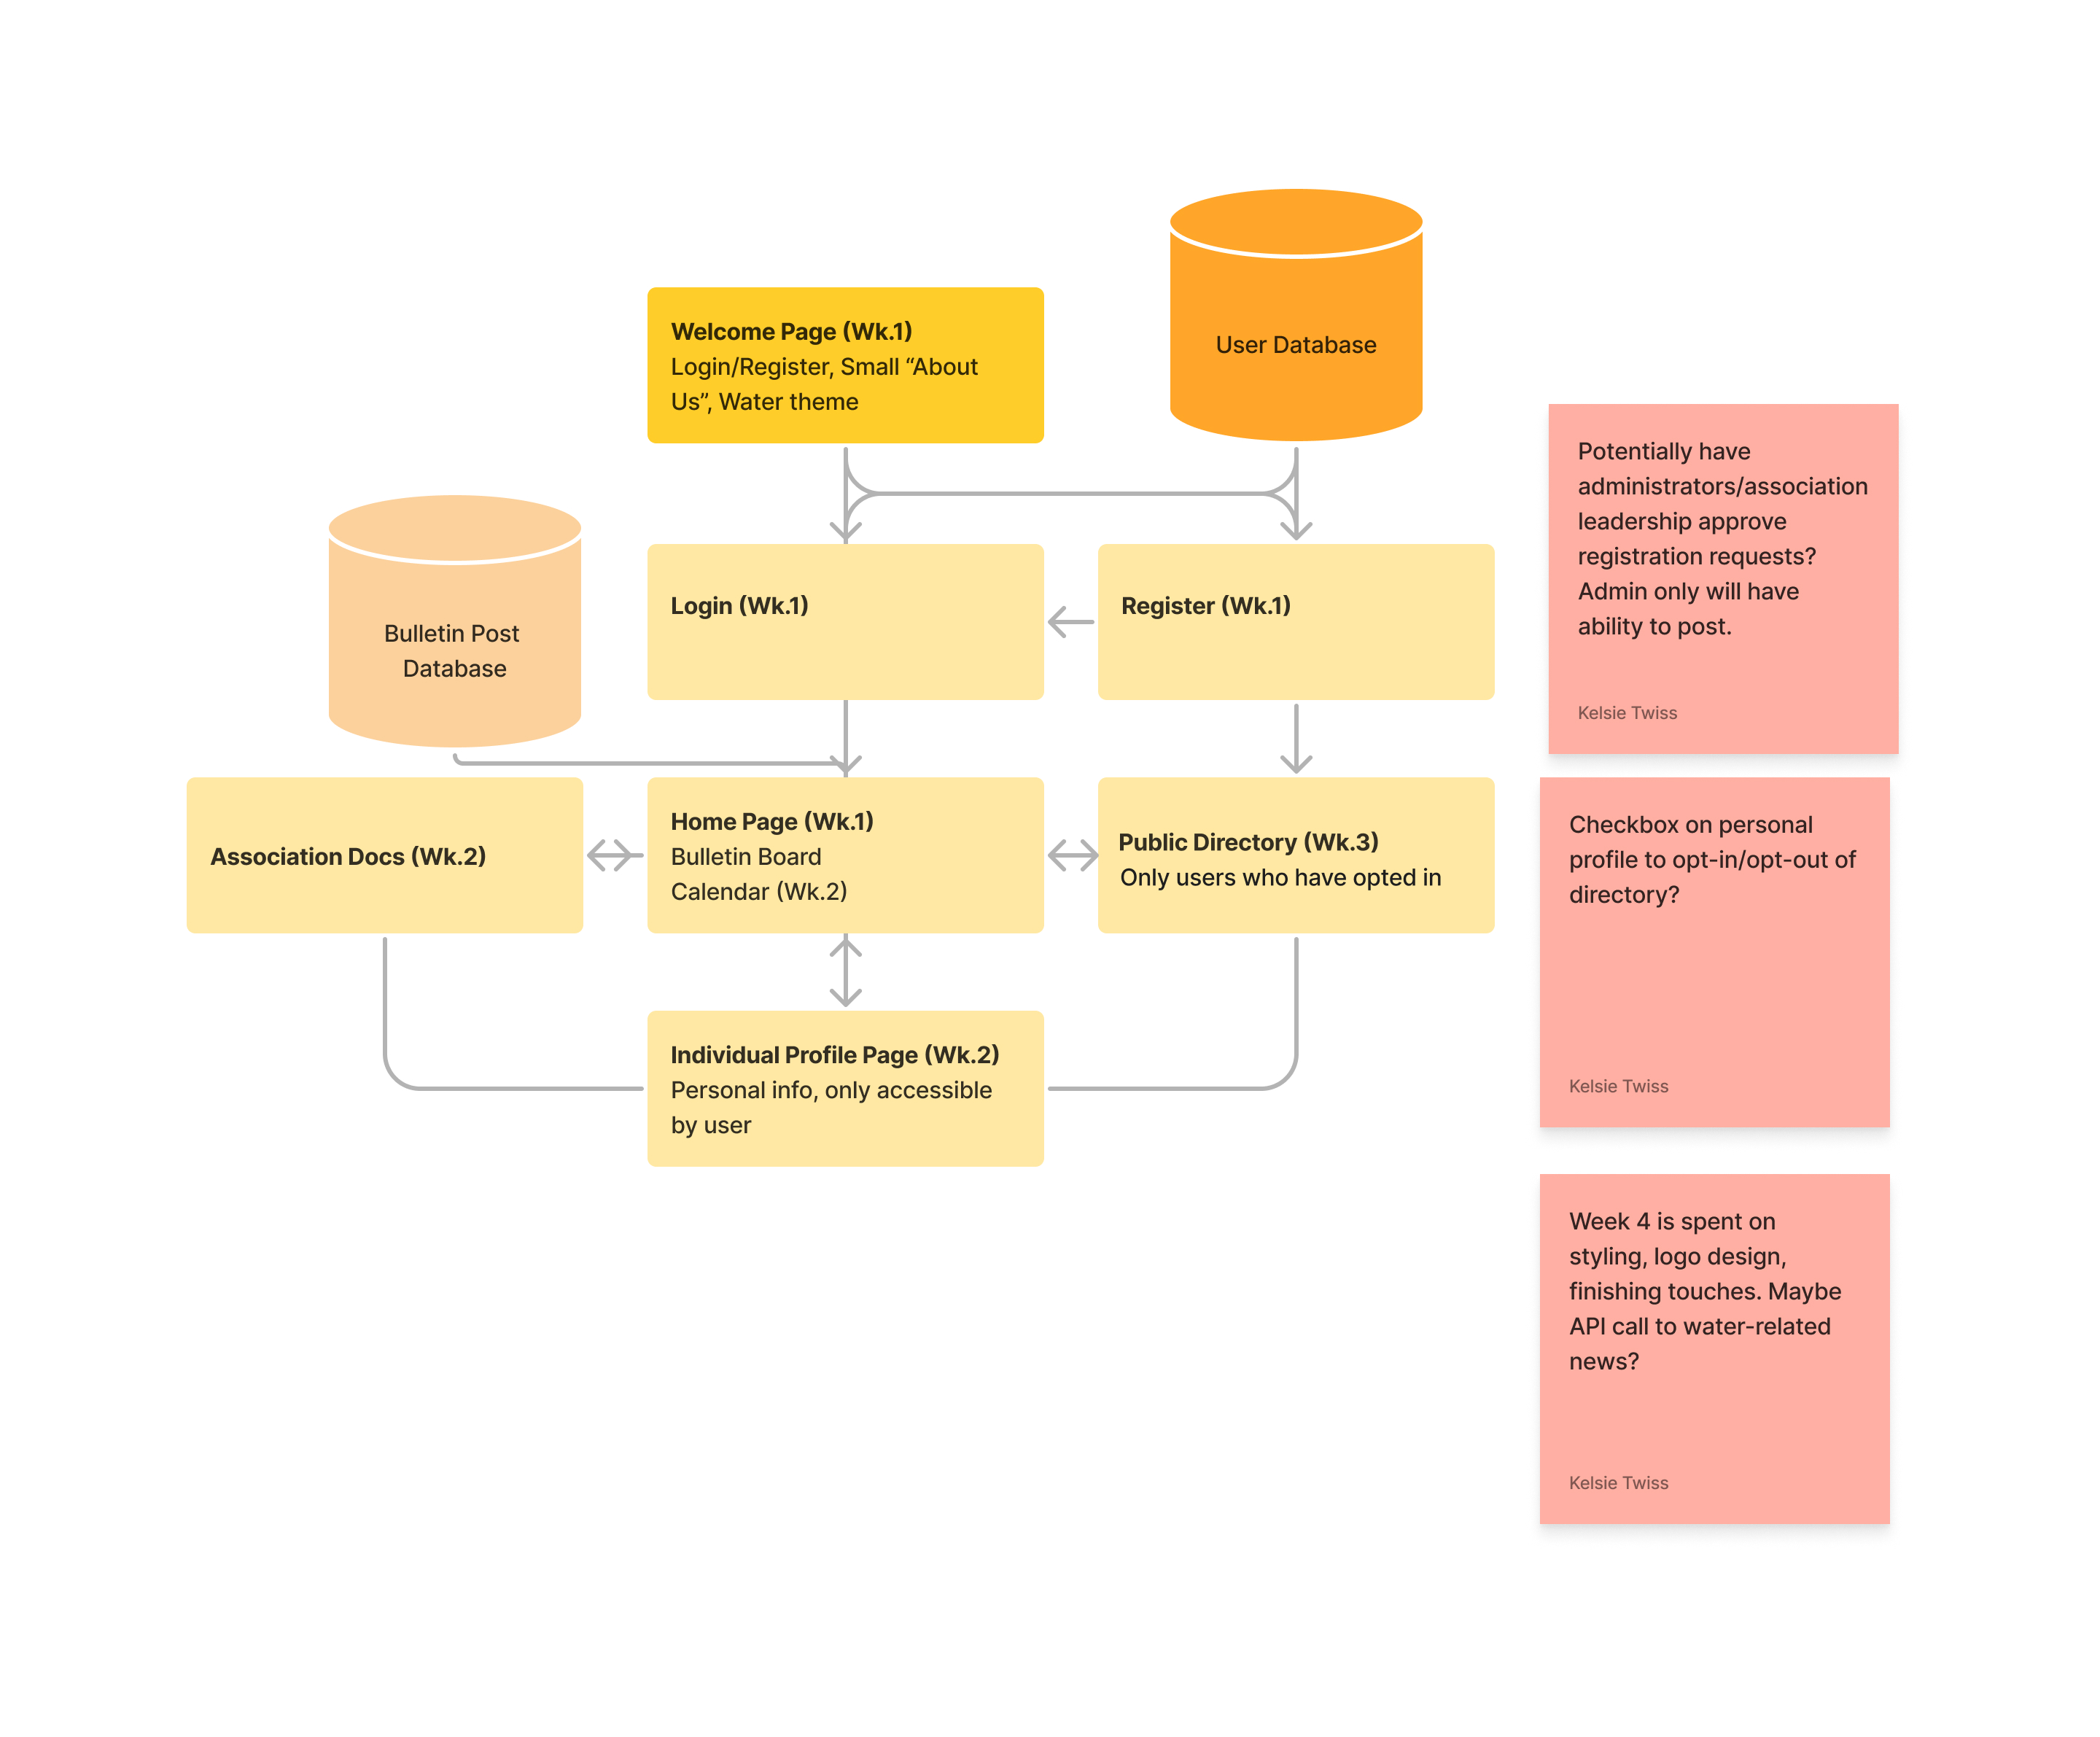 User Database
Welcome Page (Wk.1)
Login/Register, Small “About
Us”, Water theme
Potentially have
administrators/association
leadership approve
registration requests?
Admin only will have
ability to post.
Kelsie Twiss
Bulletin Post
Database
Login (Wk.1)
Register (Wk.1)
Association Docs (Wk.2)
Home Page (Wk.1)
Bulletin Board
Calendar (Wk.2)
Public Directory (Wk.3)
Only users who have opted in
Checkbox on personal
profile to opt-in/opt-out of
directory?
Kelsie Twiss
Individual Profile Page (Wk.2)
Personal info, only accessible
by user
Week 4 is spent on
styling, logo design,
finishing touches. Maybe
API call to water-related
news?
Kelsie Twiss